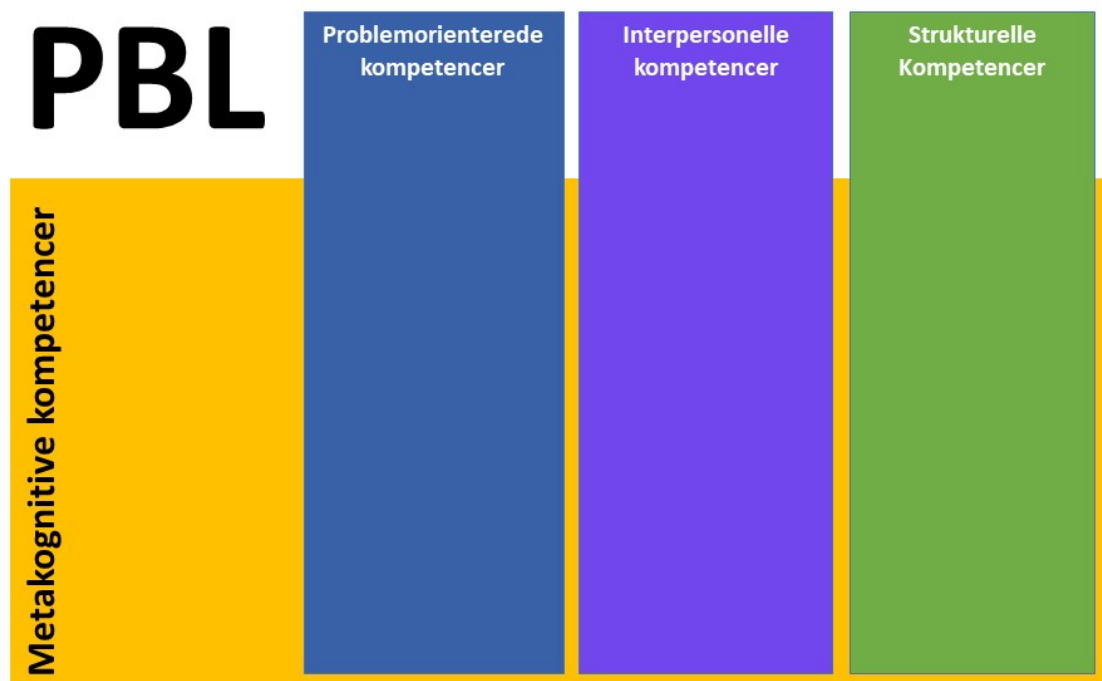 PBL
Problemorienterede
kompetencer
Interpersonelle
kompetencer
Strukturelle
Kompetencer
Metakognitive kompetencer